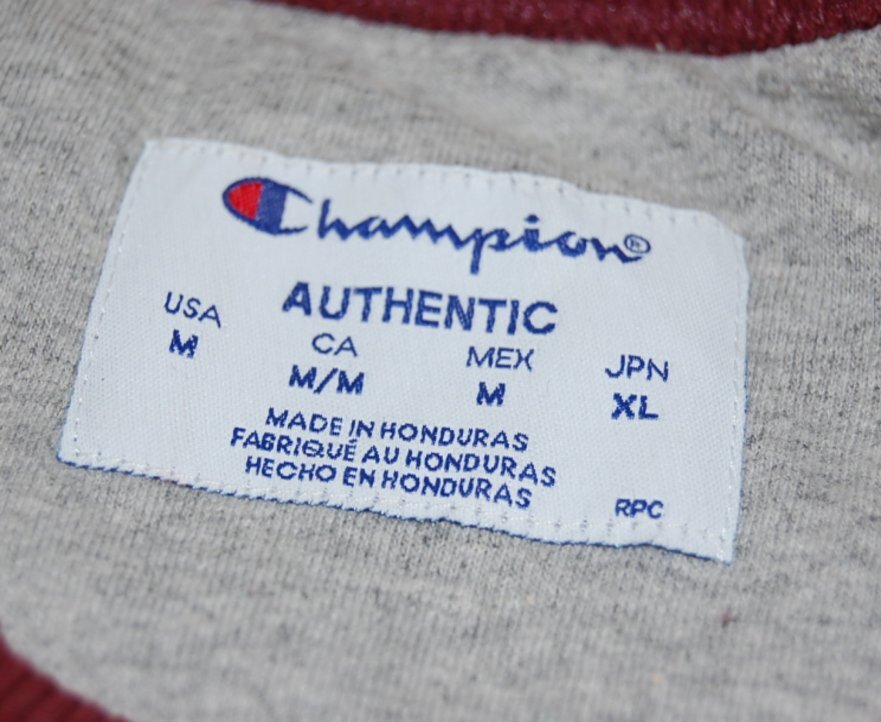 Champion®
AUTHENTIC
USA CA MEX JPN
M M/M M XL
MADE IN HONDURAS
FABRIQUÉ AU HONDURAS
HECHO EN HONDURAS
RPC